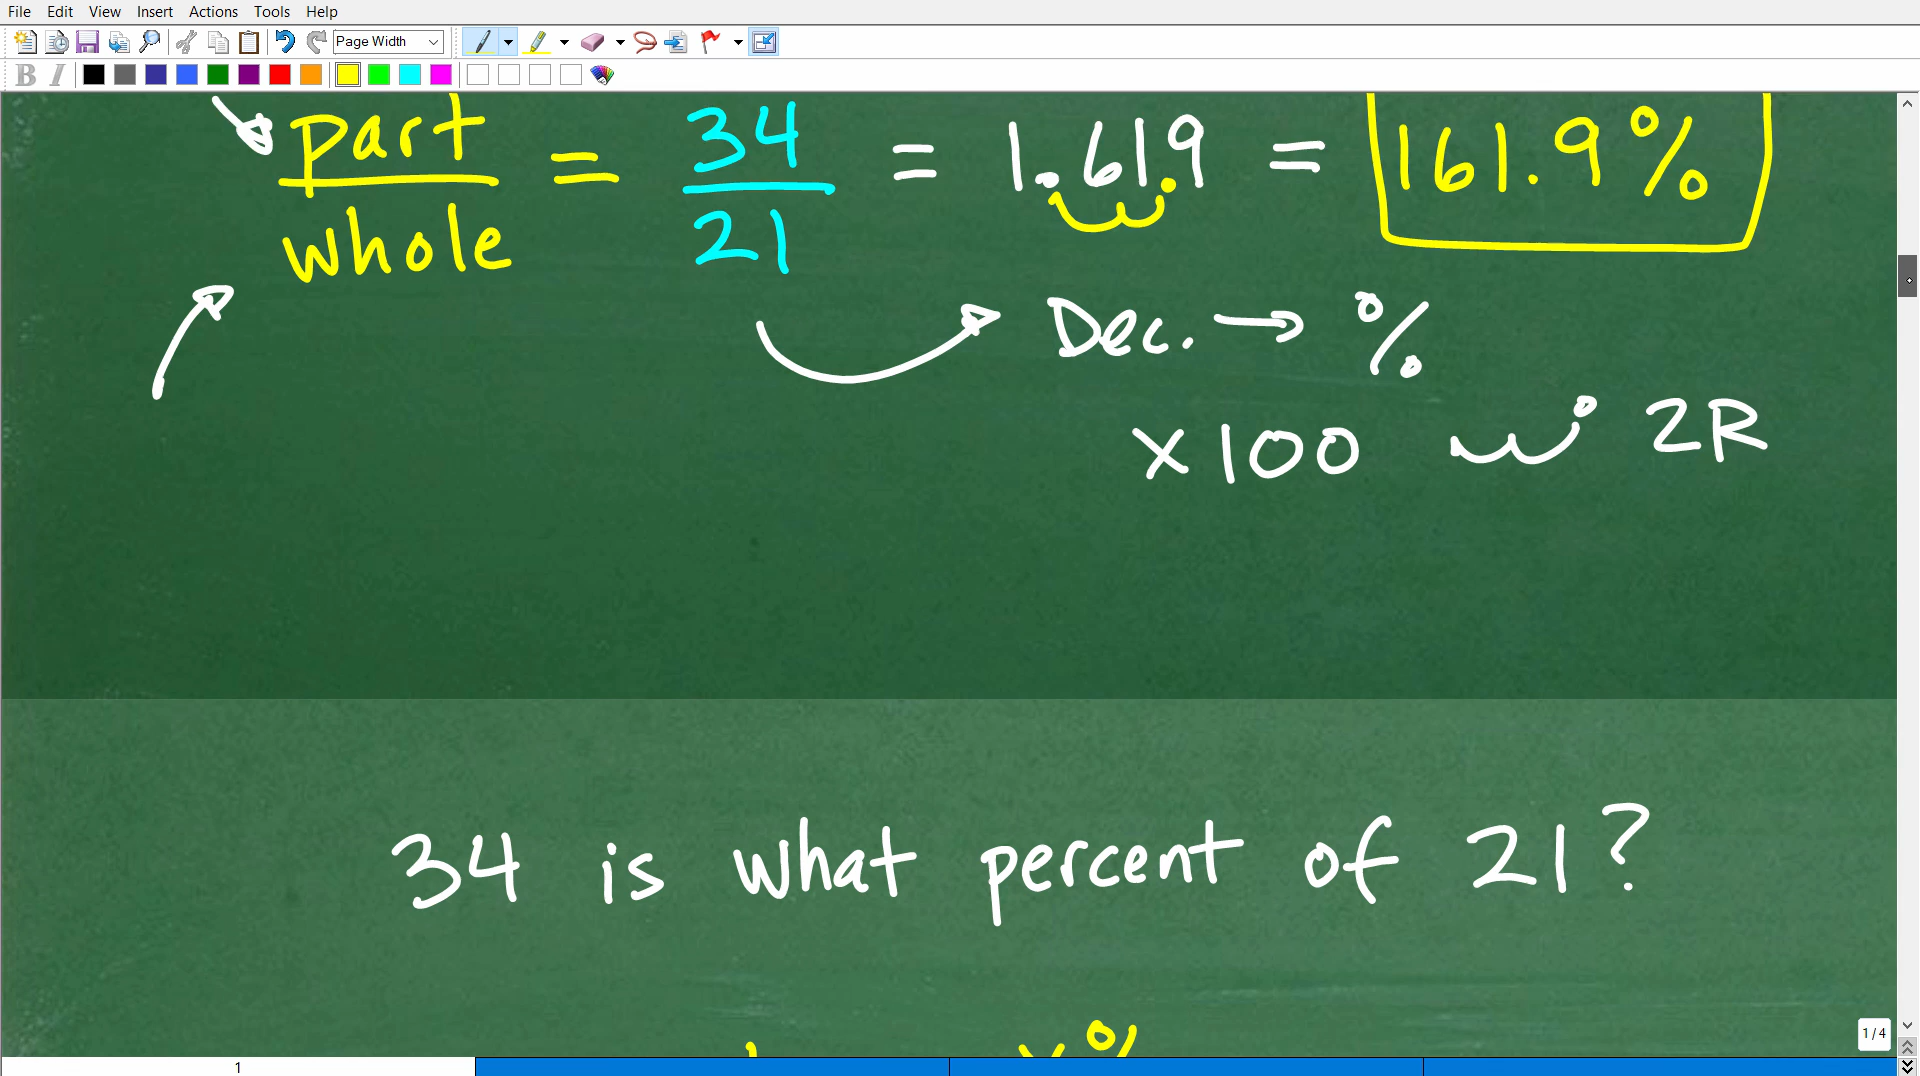 File Edit View Insert Actions Tools Help
Page Width
B I
part/whole = 34/21 = 1.619 = 161.9%
Dec. → %
x100 2R
34 is what percent of 21?
%
1 / 4
1